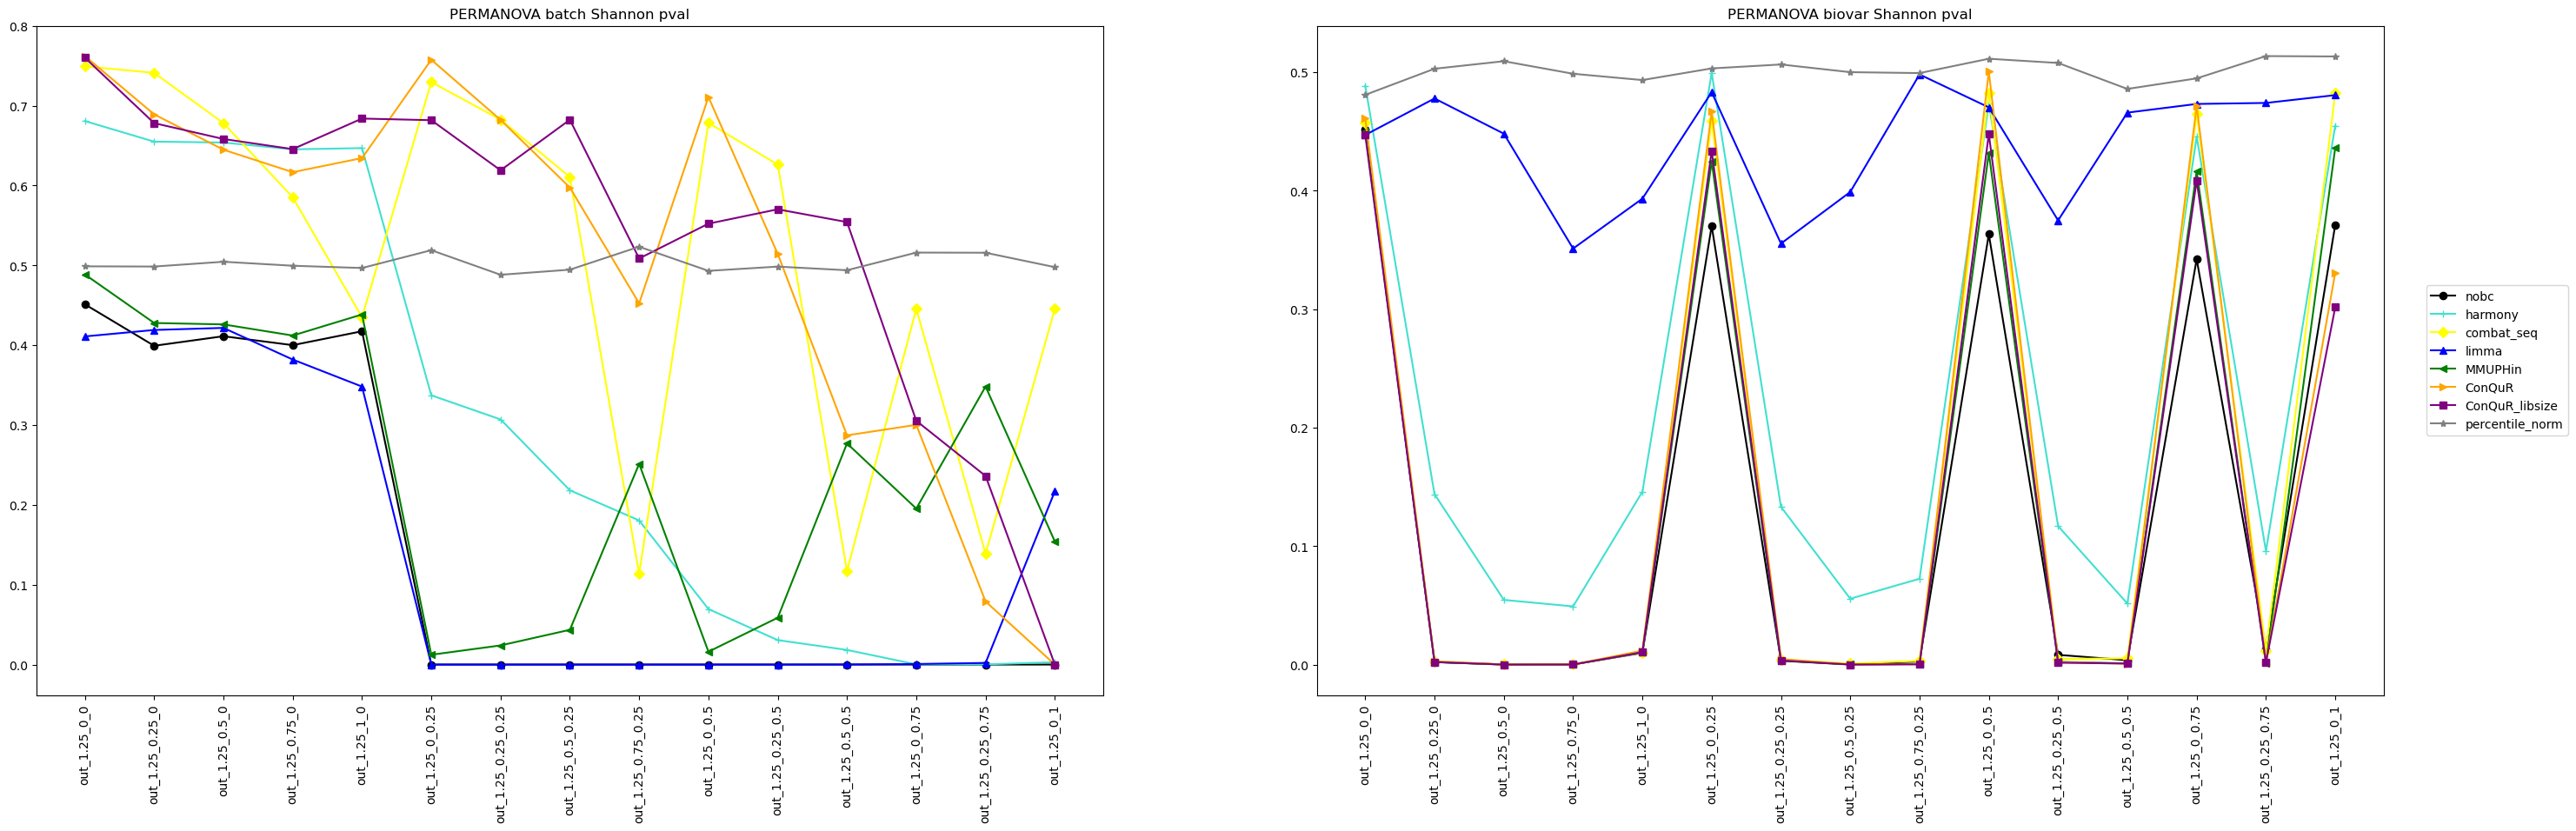 PERMANOVA batch Shannon pval
0.8
0.7
0.6
0.5
0.4
0.3
0.2
0.1
0.0
out_1.25_0_0
out_1.25_0.25_0
out_1.25_0.5_0
out_1.25_0.75_0
out_1.25_1_0
out_1.25_0_0.25
out_1.25_0.25_0.25
out_1.25_0.5_0.25
out_1.25_0.75_0.25
out_1.25_0_0.5
out_1.25_0.25_0.5
out_1.25_0.5_0.5
out_1.25_0_0.75
out_1.25_0.25_0.75
out_1.25_0_1
PERMANOVA biovar Shannon pval
0.5
0.4
0.3
0.2
0.1
0.0
out_1.25_0_0
out_1.25_0.25_0
out_1.25_0.5_0
out_1.25_0.75_0
out_1.25_1_0
out_1.25_0_0.25
out_1.25_0.25_0.25
out_1.25_0.5_0.25
out_1.25_0.75_0.25
out_1.25_0_0.5
out_1.25_0.25_0.5
out_1.25_0.5_0.5
out_1.25_0_0.75
out_1.25_0.25_0.75
out_1.25_0_1
nobc
harmony
combat_seq
limma
MMUPHin
ConQuR
ConQuR_libsize
percentile_norm